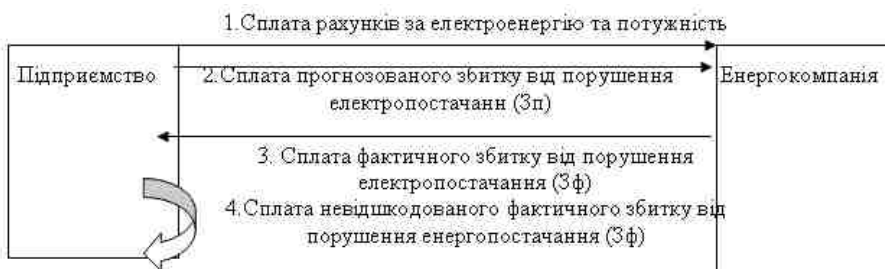 1.Сплата рахунків за електроенергію та потужність
Підприємство
2.Сплата прогнозованого збитку від порушення
електропостачанн (Зп)
Енергокомпанія
3. Сплата фактичного збитку від порушення
електропостачання (Зф)
4.Сплата невідшкодованого фактичного збитку від
порушення енергопостачання (Зф)